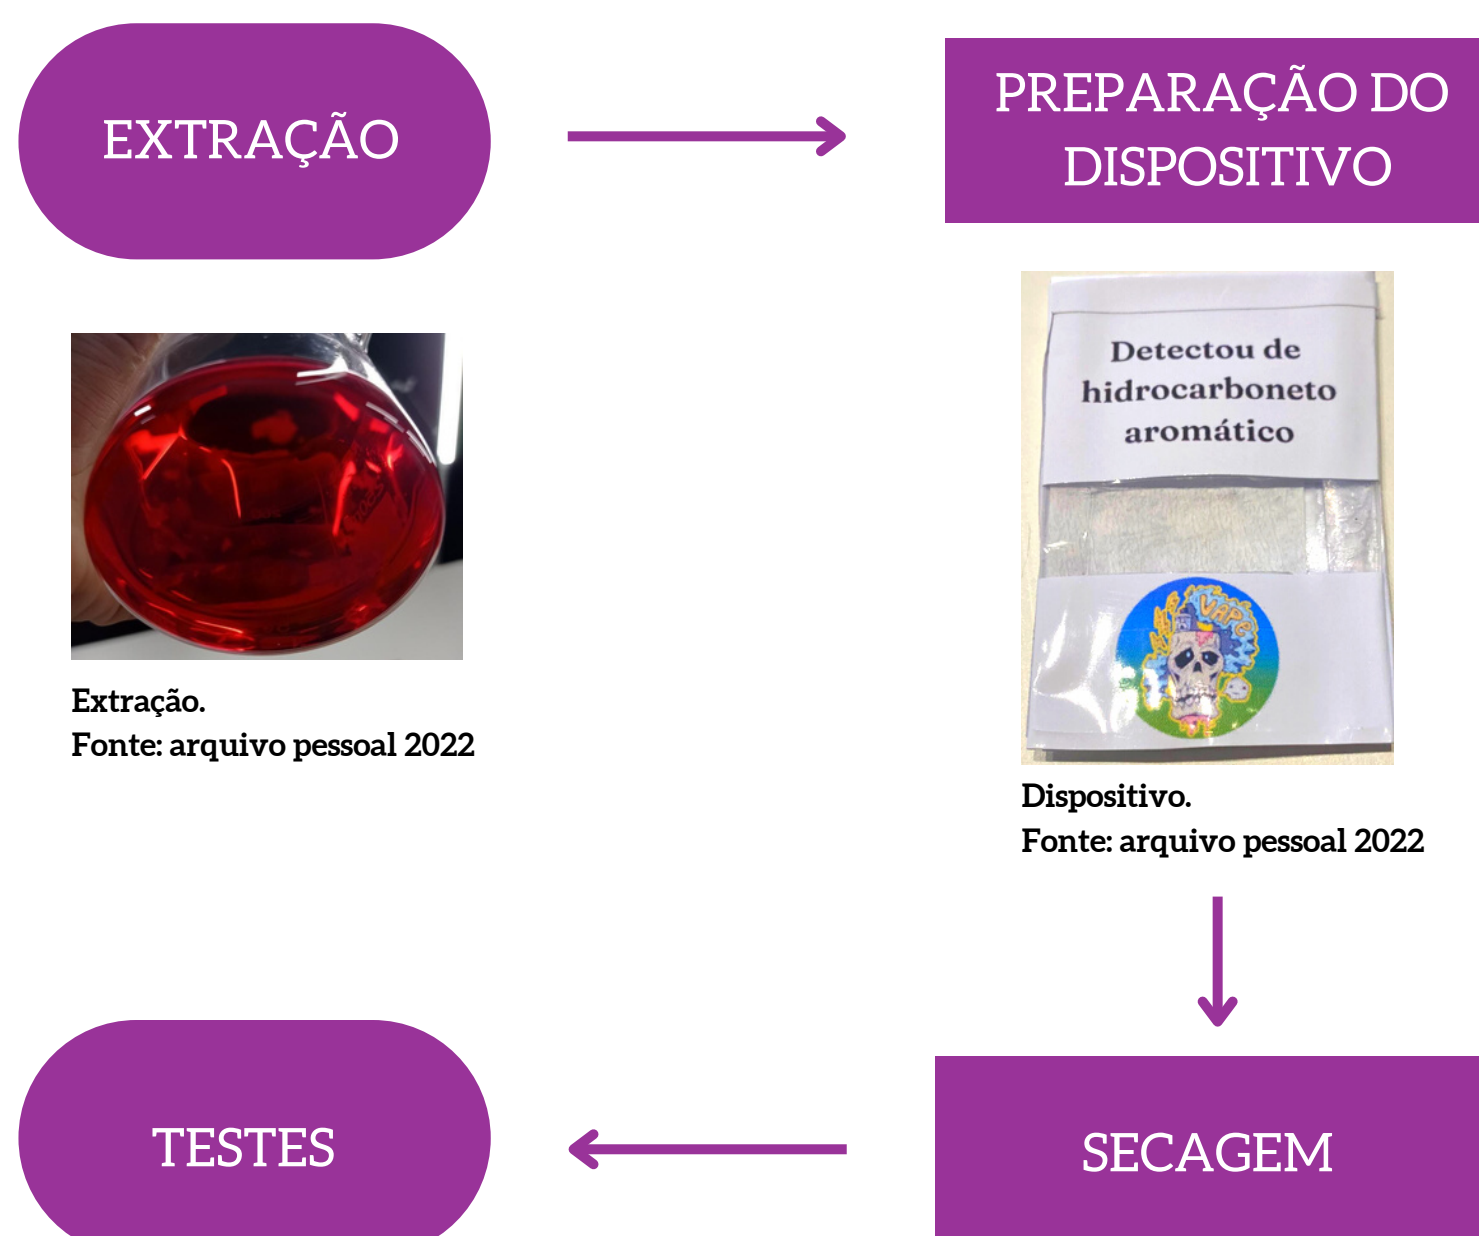 EXTRAÇÃO
PREPARAÇÃO DO
DISPOSITIVO
Detectou de
hidrocarboneto
aromático
VAPE
Extração.
Fonte: arquivo pessoal 2022
Dispositivo.
Fonte: arquivo pessoal 2022
TESTES
SECAGEM